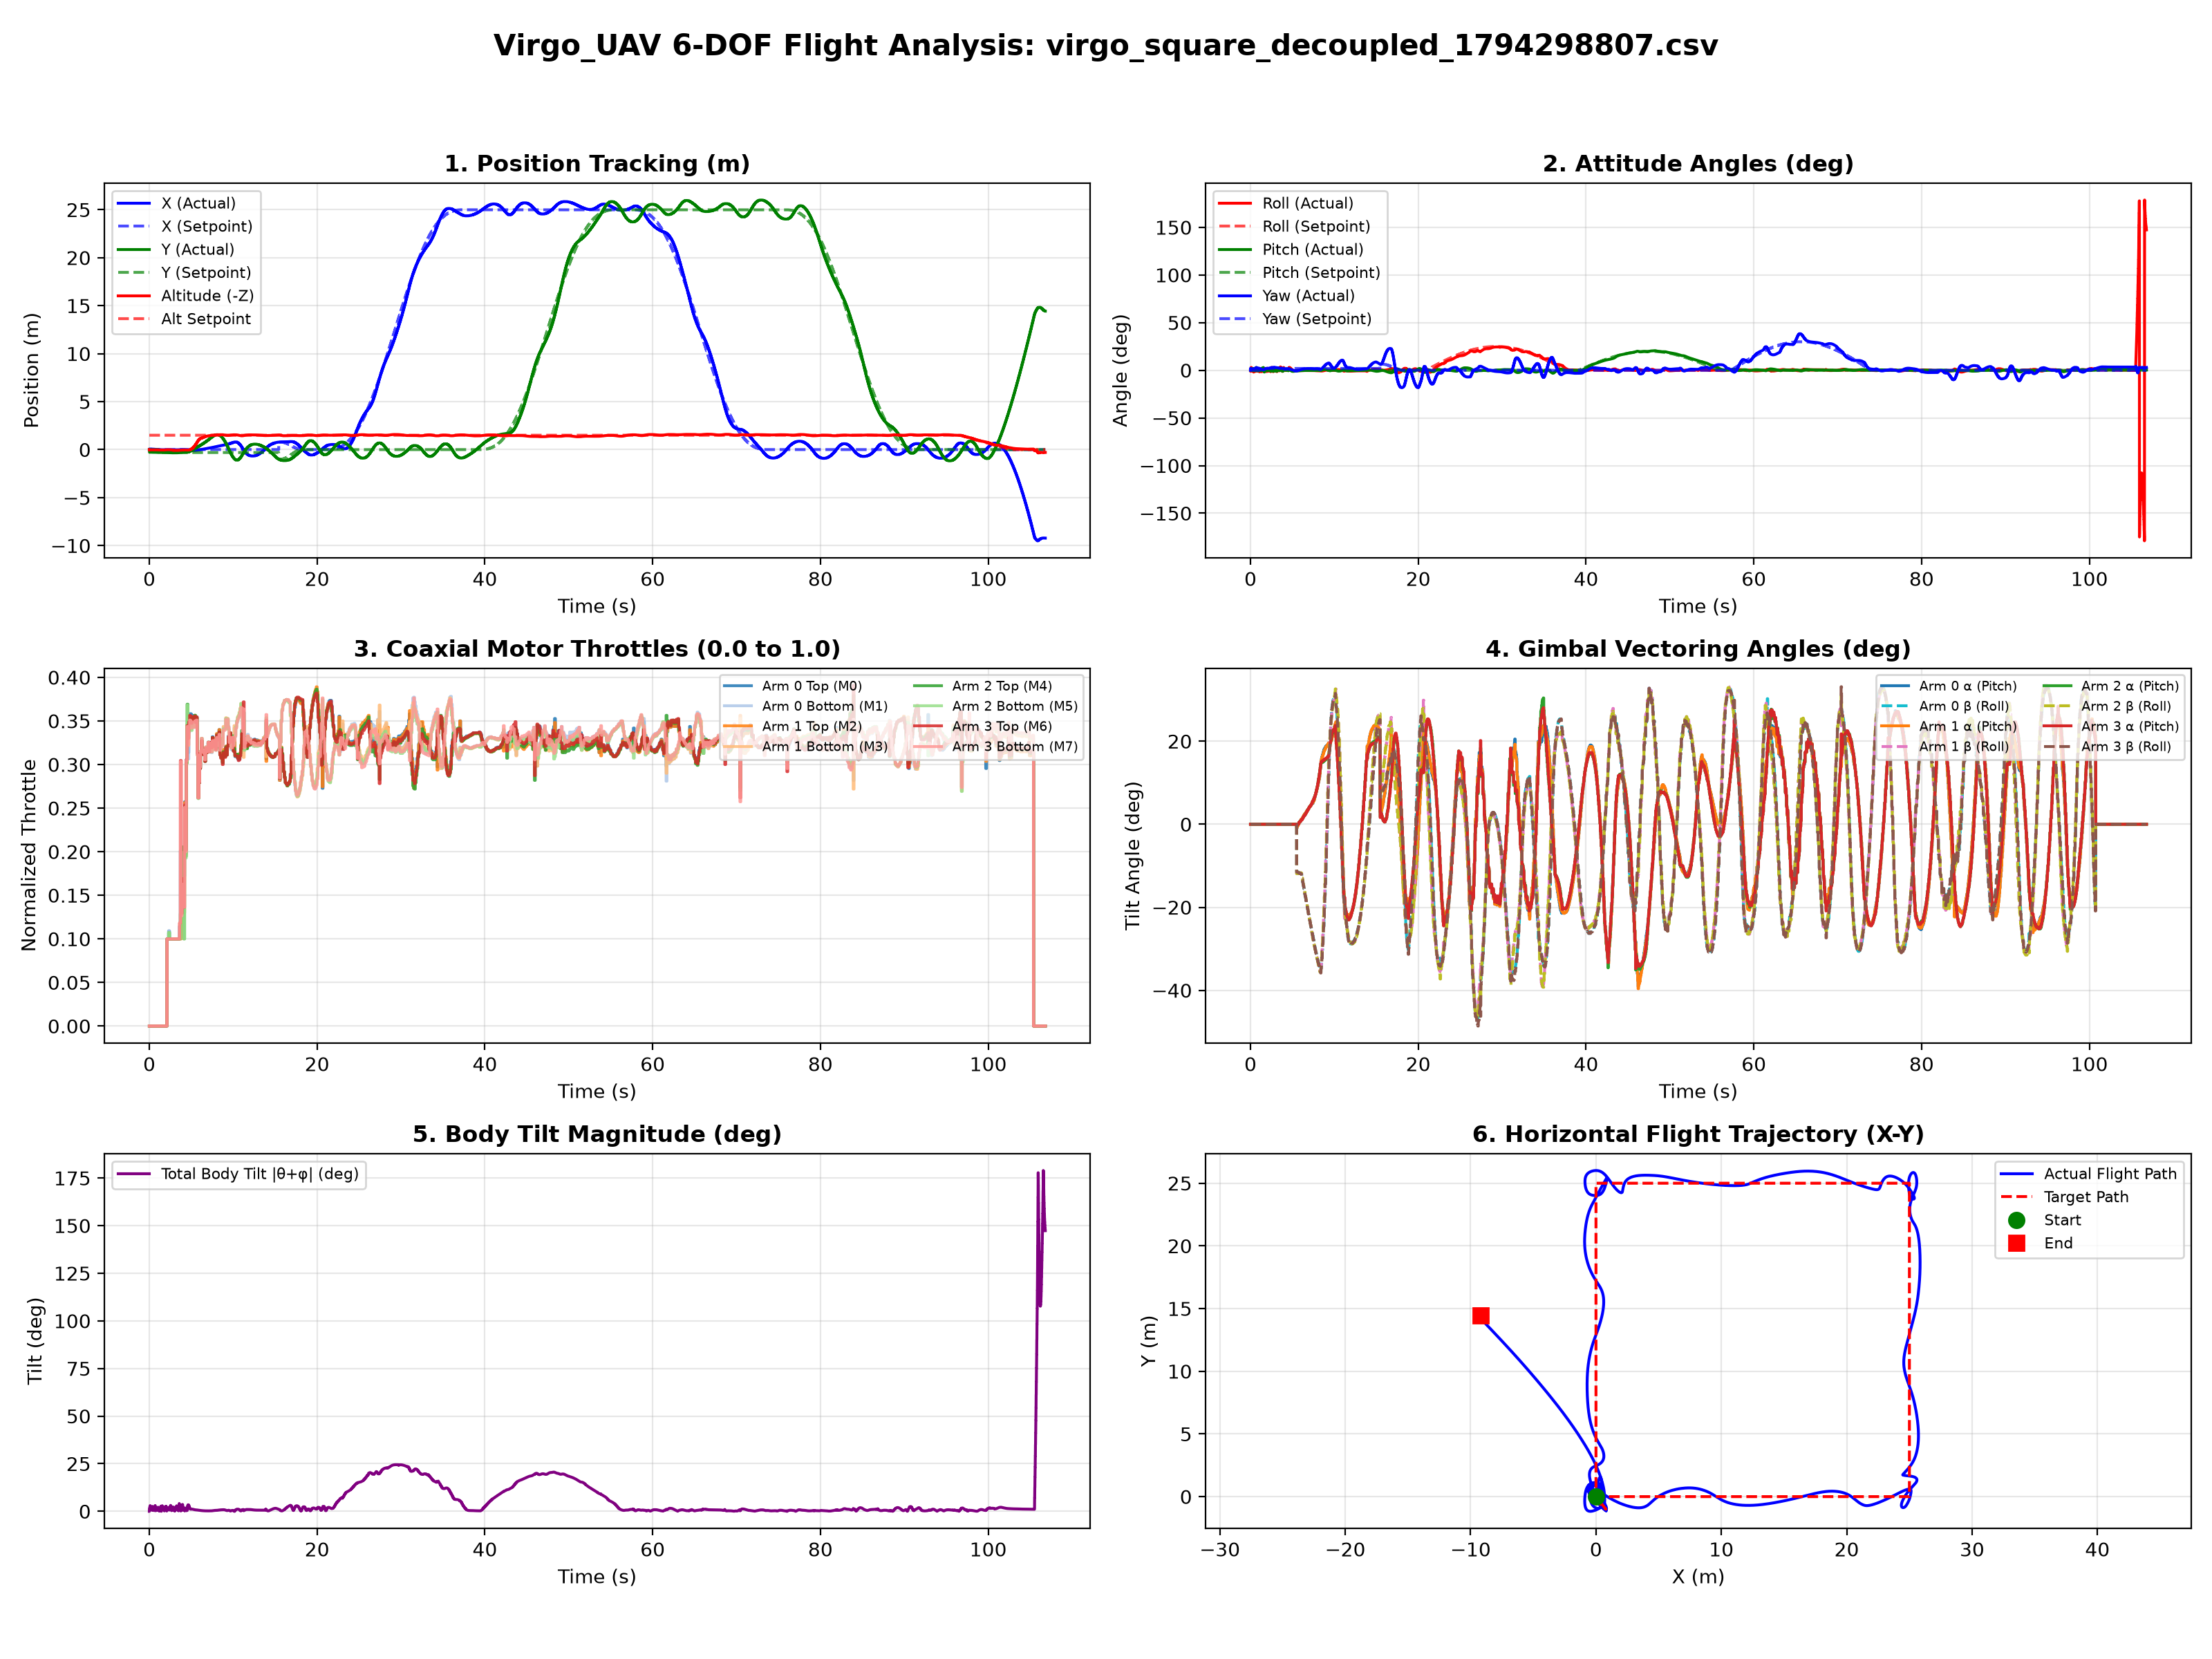 Virgo_UAV 6-DOF Flight Analysis: virgo_square_decoupled_1794298807.csv
1. Position Tracking (m)
X (Actual)
X (Setpoint)
Y (Actual)
Y (Setpoint)
Altitude (-Z)
Alt Setpoint
Position (m)
25
20
15
10
5
0
−5
−10
0 20 40 60 80 100
Time (s)
2. Attitude Angles (deg)
Roll (Actual)
Roll (Setpoint)
Pitch (Actual)
Pitch (Setpoint)
Yaw (Actual)
Yaw (Setpoint)
Angle (deg)
150
100
50
0
−50
−100
−150
0 20 40 60 80 100
Time (s)
3. Coaxial Motor Throttles (0.0 to 1.0)
Arm 0 Top (M0) Arm 2 Top (M4)
Arm 0 Bottom (M1) Arm 2 Bottom (M5)
Arm 1 Top (M2) Arm 3 Top (M6)
Arm 1 Bottom (M3) Arm 3 Bottom (M7)
Normalized Throttle
0.40
0.35
0.30
0.25
0.20
0.15
0.10
0.05
0.00
0 20 40 60 80 100
Time (s)
4. Gimbal Vectoring Angles (deg)
Arm 0 α (Pitch) Arm 2 α (Pitch)
Arm 0 β (Roll) Arm 2 β (Roll)
Arm 1 α (Pitch) Arm 3 α (Pitch)
Arm 1 β (Roll) Arm 3 β (Roll)
Tilt Angle (deg)
20
0
−20
−40
0 20 40 60 80 100
Time (s)
5. Body Tilt Magnitude (deg)
Total Body Tilt |θ+φ| (deg)
Tilt (deg)
175
150
125
100
75
50
25
0
0 20 40 60 80 100
Time (s)
6. Horizontal Flight Trajectory (X-Y)
Actual Flight Path
Target Path
Start
End
Y (m)
25
20
15
10
5
0
−30 −20 −10 0 10 20 30 40
X (m)